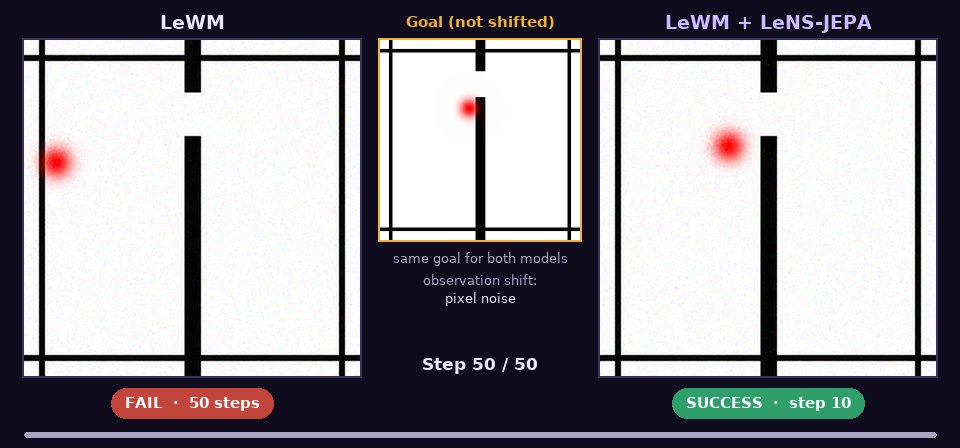 LeWM
Goal (not shifted)
LeWM + LeNS-JEPA
same goal for both models
observation shift:
pixel noise
Step 50 / 50
FAIL · 50 steps
SUCCESS · step 10